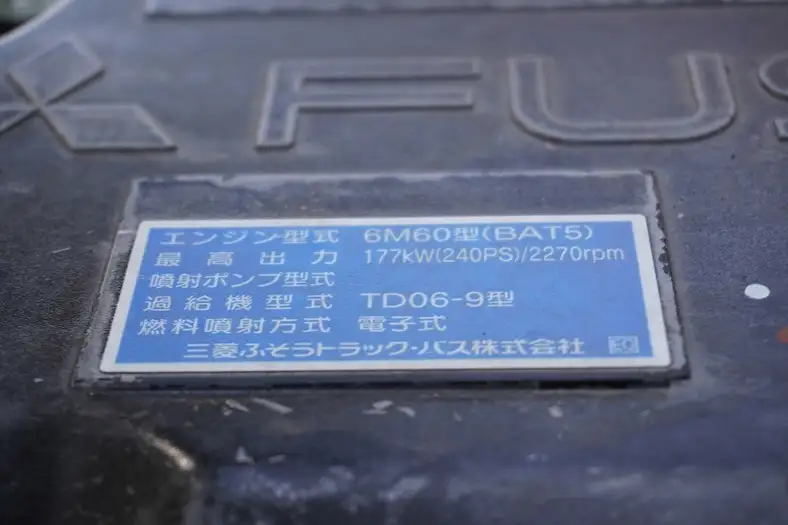 FUS
エンジン型式 6M60型(BAT5)
最高出力 177kW(240PS)/2270rpm
噴射ポンプ型式
過給機型式 TD06-9型
燃料噴射方式 電子式
三菱ふそうトラック・バス株式会社